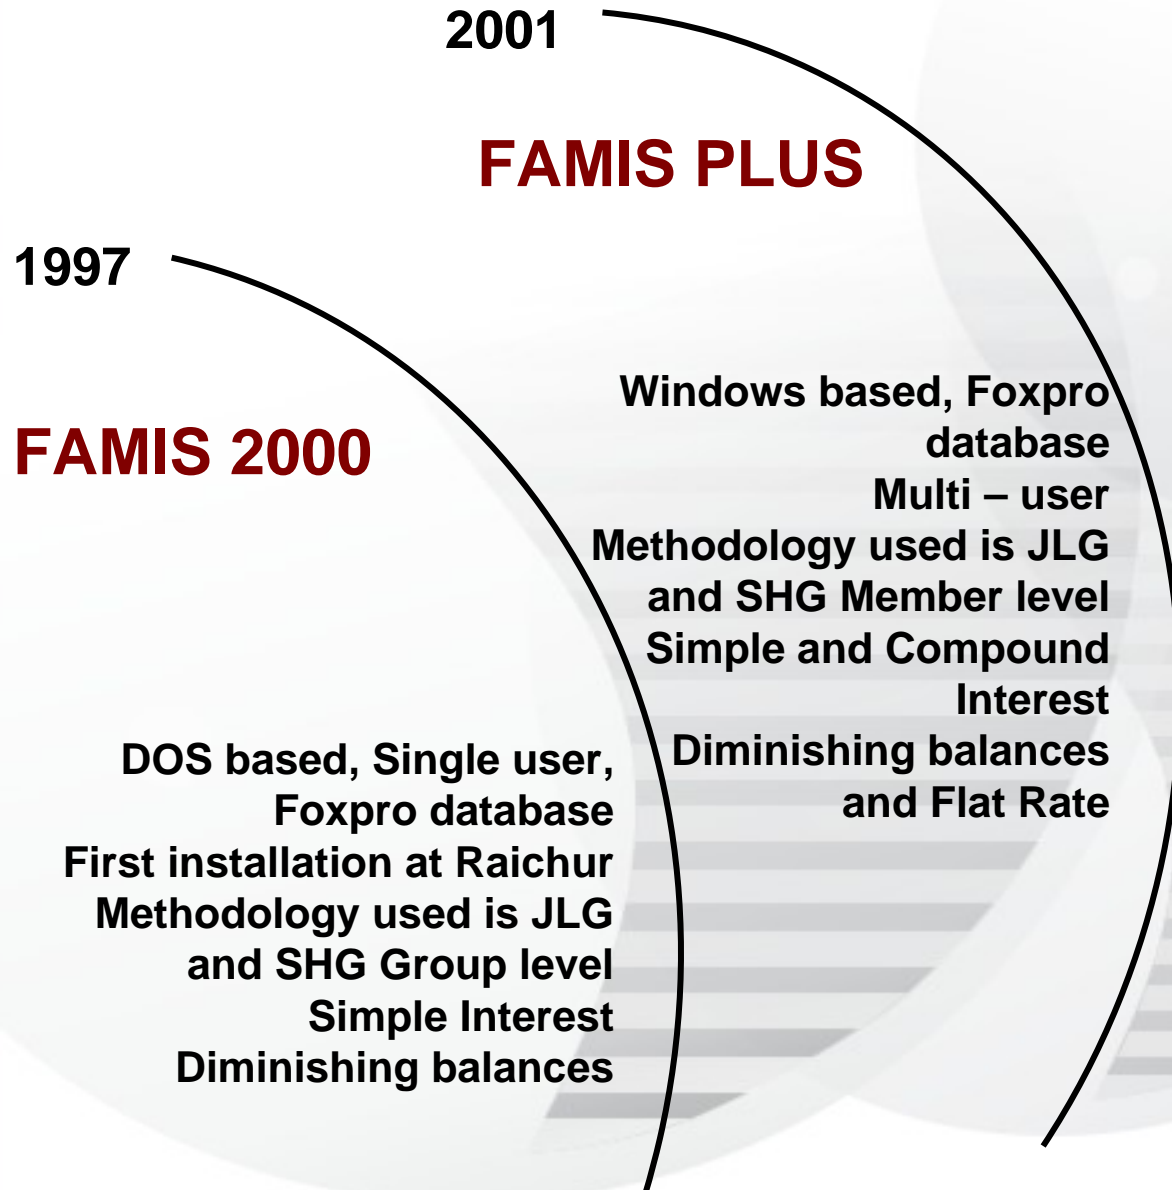 2001
FAMIS PLUS
1997
FAMIS 2000
Windows based, Foxpro
database
Multi – user
Methodology used is JLG
and SHG Member level
Simple and Compound
Interest
Diminishing balances
and Flat Rate
DOS based, Single user,
Foxpro database
First installation at Raichur
Methodology used is JLG
and SHG Group level
Simple Interest
Diminishing balances